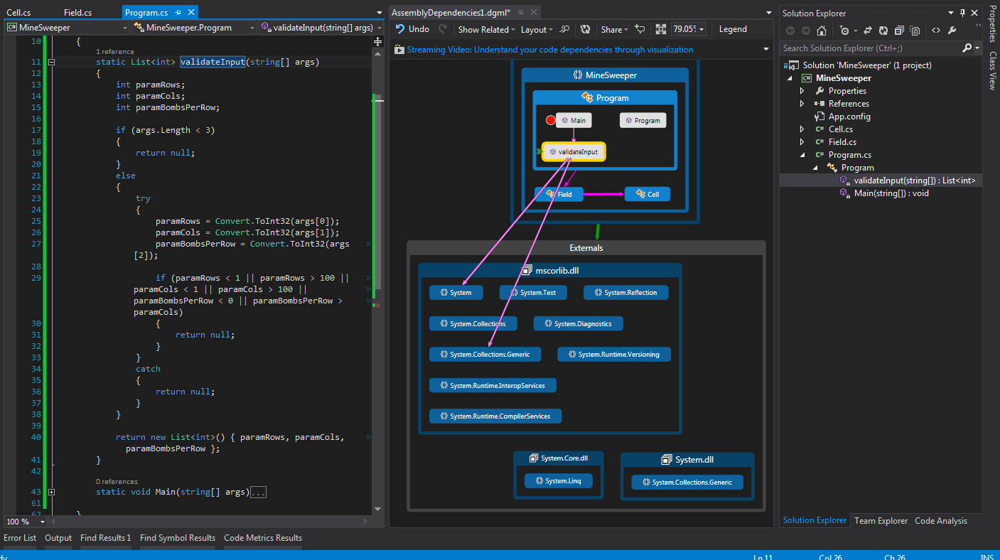 Cell.cs Field.cs Program.cs
MineSweeper MineSweeper.Program validateInput(string[] args)
10 {
1 reference
11 static List<int> validateInput(string[] args)
12 {
13 int paramRows;
14 int paramCols;
15 int paramBombsPerRow;
16
17 if (args.Length < 3)
18 {
19 return null;
20 }
21 else
22 {
23 try
24 {
25 paramRows = Convert.ToInt32(args[0]);
26 paramCols = Convert.ToInt32(args[1]);
27 paramBombsPerRow = Convert.ToInt32(args
[2]);
28
29 if (paramRows < 1 || paramRows > 100 ||
paramCols < 1 || paramCols > 100 ||
paramBombsPerRow < 0 || paramBombsPerRow >
paramCols)
30 {
31 return null;
32 }
33 }
34 catch
35 {
36 return null;
37 }
38 }
39
40 return new List<int>() { paramRows, paramCols,
paramBombsPerRow };
41 }
42
0 references
43 static void Main(string[] args)...
61
62 }
100 %
Error List Output Find Results 1 Find Symbol Results Code Metrics Results
AssemblyDependencies1.dgml*
Undo Show Related Layout Share 79.05% Legend
Streaming Video: Understand your code dependencies through visualization
MineSweeper
Program
Main Program
validateInput
Field Cell
Externals
mscorlib.dll
System System.Text System.Reflection
System.Collections System.Diagnostics
System.Collections.Generic System.Runtime.Versioning
System.Runtime.InteropServices
System.Runtime.CompilerServices
System.Core.dll System.dll
System.Linq System.Collections.Generic
Solution Explorer
Search Solution Explorer (Ctrl+;)
Solution 'MineSweeper' (1 project)
C# MineSweeper
Properties
References
App.config
C# Cell.cs
C# Field.cs
C# Program.cs
Program
validateInput(string[]) : List<int>
Main(string[]) : void
Solution Explorer Team Explorer Code Analysis
Properties
Class View
Ln 11 Col 26 Ch 26 INS